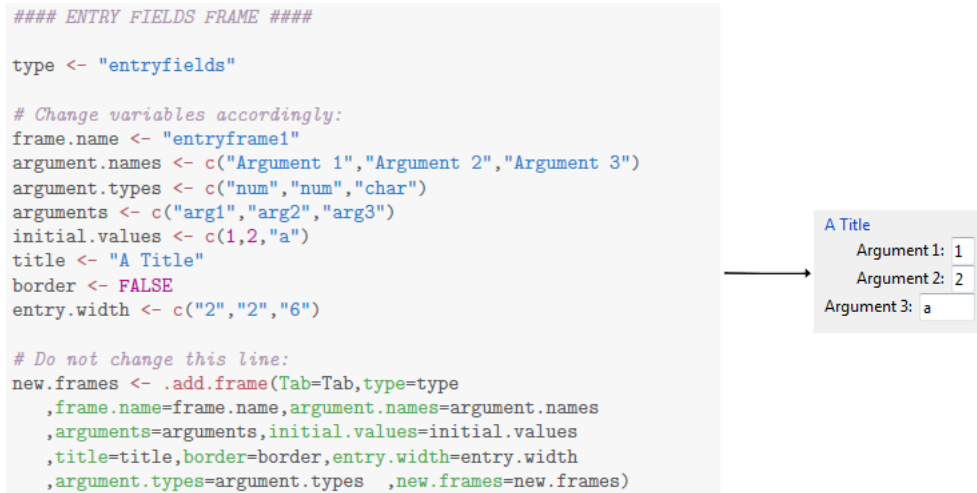 #### ENTRY FIELDS FRAME ####
type <- "entryfields"
# Change variables accordingly:
frame.name <- "entryframe1"
argument.names <- c("Argument 1","Argument 2","Argument 3")
argument.types <- c("num","num","char")
arguments <- c("arg1","arg2","arg3")
initial.values <- c(1,2,"a")
title <- "A Title"
border <- FALSE
entry.width <- c("2","2","6")
# Do not change this line:
new.frames <- .add.frame(Tab=Tab,type=type
,frame.name=frame.name,argument.names=argument.names
,arguments=arguments,initial.values=initial.values
,title=title,border=border,entry.width=entry.width
,argument.types=argument.types  ,new.frames=new.frames)
A Title
Argument 1: 1
Argument 2: 2
Argument 3: a